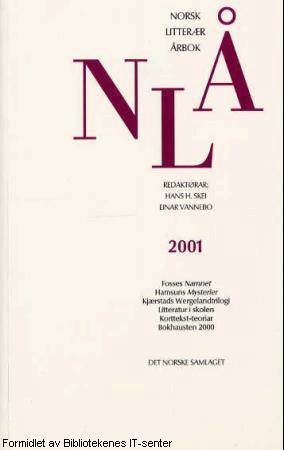 NORSK
LITTERÆR
ÅRBOK
NLÅ
REDAKTØRAR:
HANS H. SKEI
EINAR VANNEBO
2001
Fosses Namnet
Hamsuns Mysterier
Kjærstads Wergelandtrilogi
Litteratur i skolen
Korttekst-teoriar
Bokhausten 2000
DET NORSKE SAMLAGET
Formidlet av Bibliotekenes IT-senter